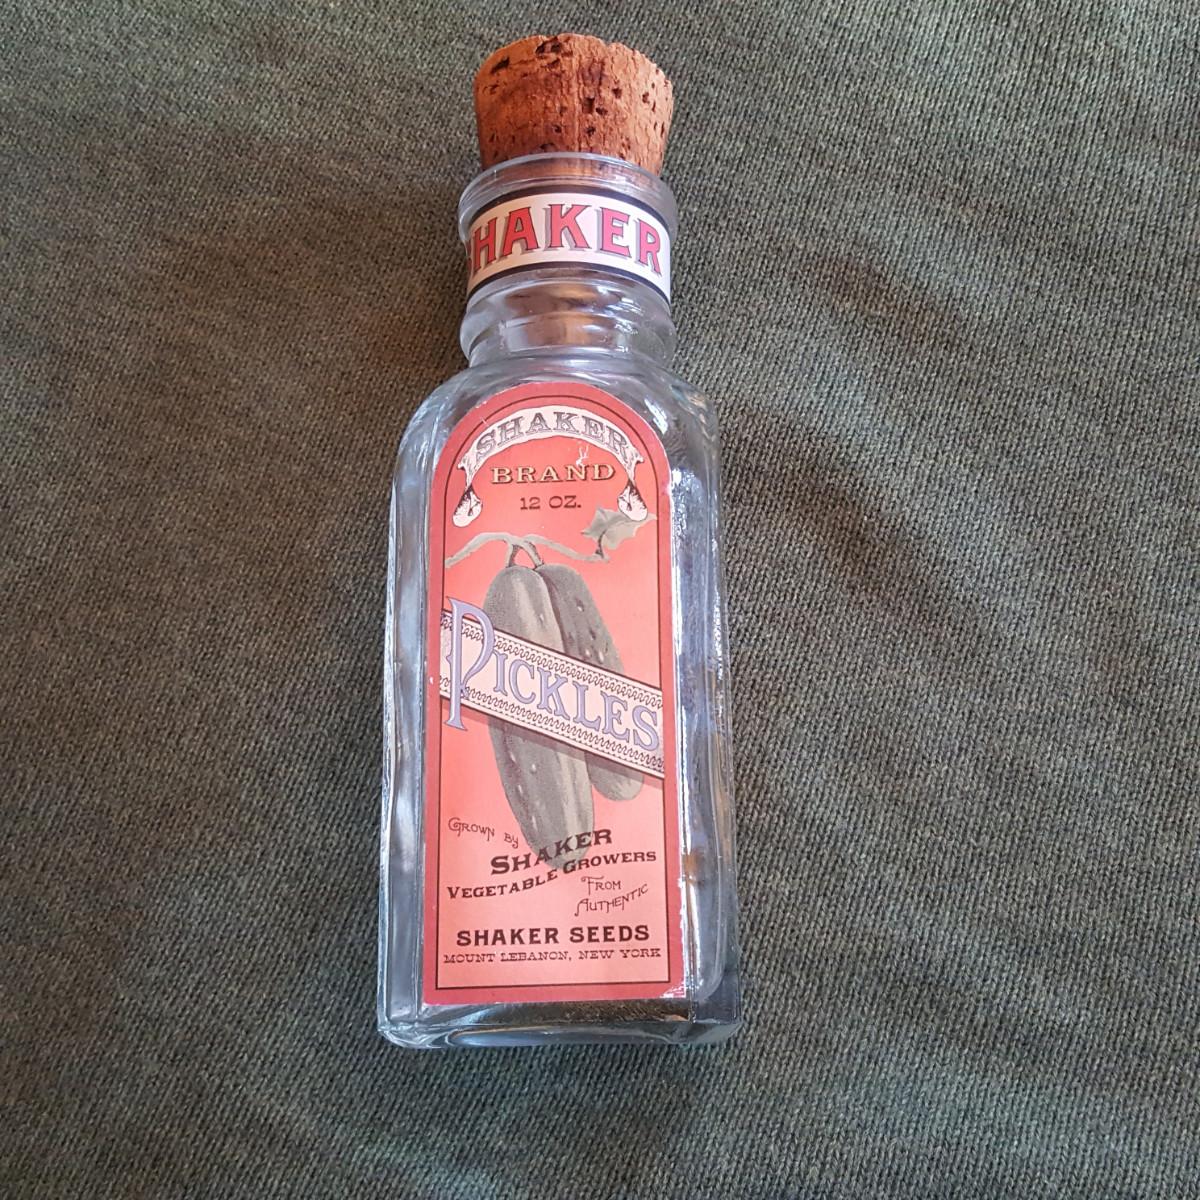 SHAKER
SHAKER
BRAND
12 OZ.
PICKLES
GROWN BY
SHAKER
VEGETABLE GROWERS
FROM
AUTHENTIC
SHAKER SEEDS
MOUNT LEBANON, NEW YORK